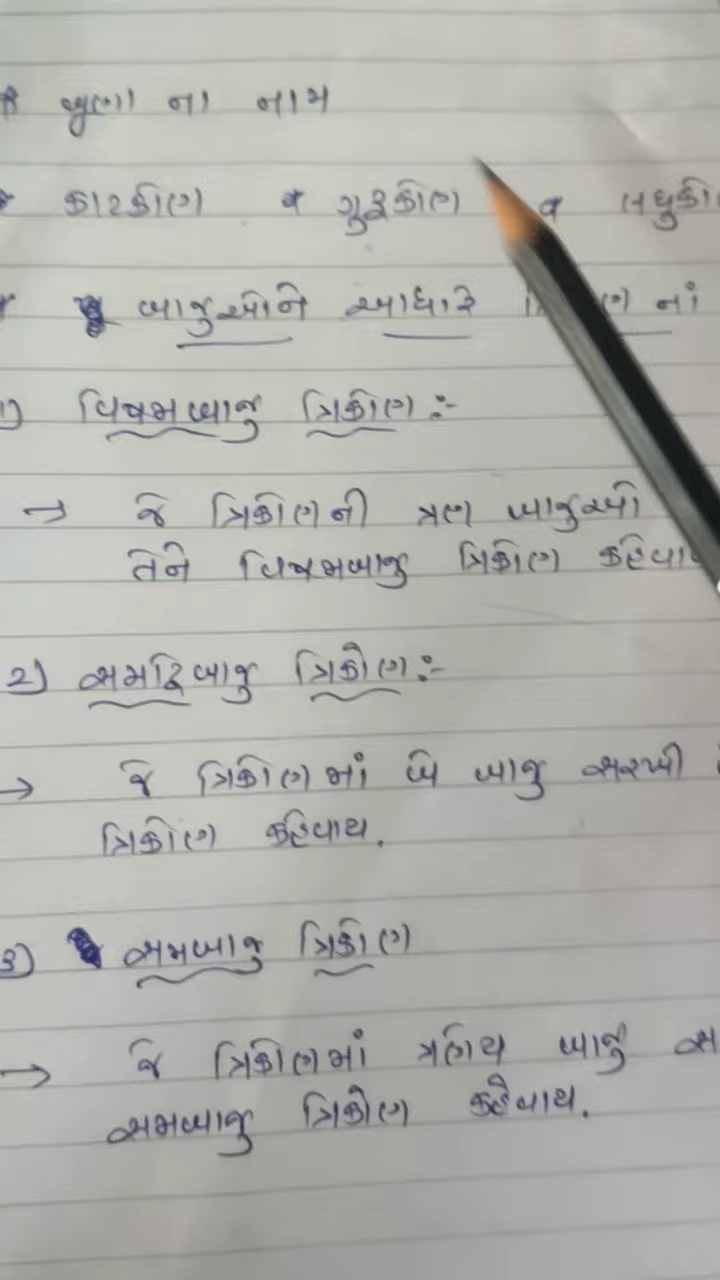 * ખુણા ના નામ
* કાટકોણ * ગુરૂકોણ * લઘુકો
* બાજુઓને આધારે ણ નાં
1) વિષમબાજુ ત્રિકોણ :-
→ જે ત્રિકોણની ત્રણ બાજુઓ
તેને વિષમબાજુ ત્રિકોણ કહેવાય
2) સમદ્વિબાજુ ત્રિકોણ :-
→ જે ત્રિકોણમાં બે બાજુ સરખી
ત્રિકોણ કહેવાય.
3) સમબાજુ ત્રિકોણ
→ જે ત્રિકોણમાં ત્રણેય બાજુ સ
સમબાજુ ત્રિકોણ કહેવાય.